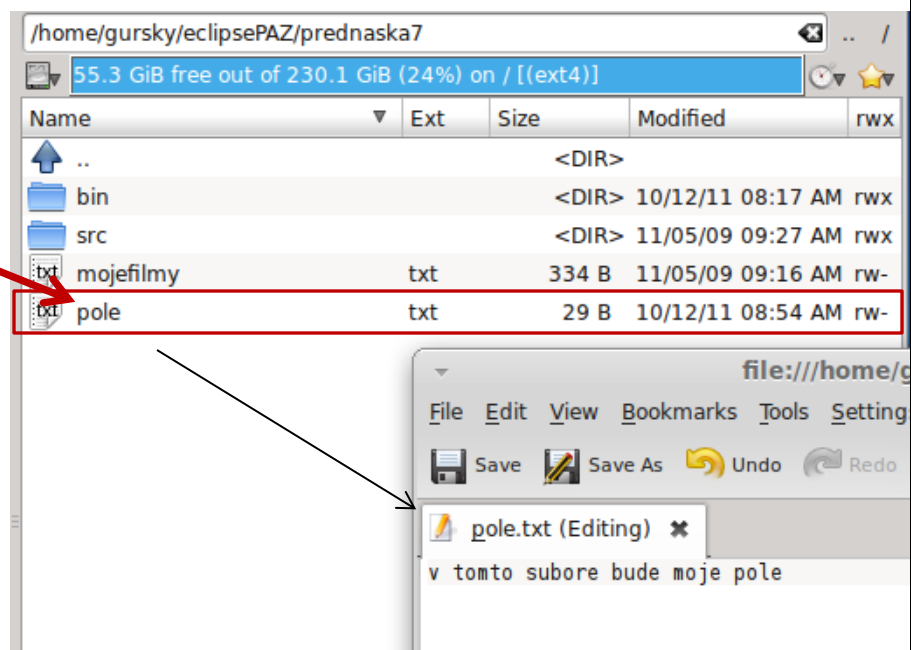 /home/gursky/eclipsePAZ/prednaska7 .. /
55.3 GiB free out of 230.1 GiB (24%) on / [(ext4)]
Name Ext Size Modified rwx
.. <DIR>
bin <DIR> 10/12/11 08:17 AM rwx
src <DIR> 11/05/09 09:27 AM rwx
txt mojefilmy txt 334 B 11/05/09 09:16 AM rw-
txt pole txt 29 B 10/12/11 08:54 AM rw-
file:///home/g
File Edit View Bookmarks Tools Setting
Save Save As Undo Redo
pole.txt (Editing)
v tomto subore bude moje pole